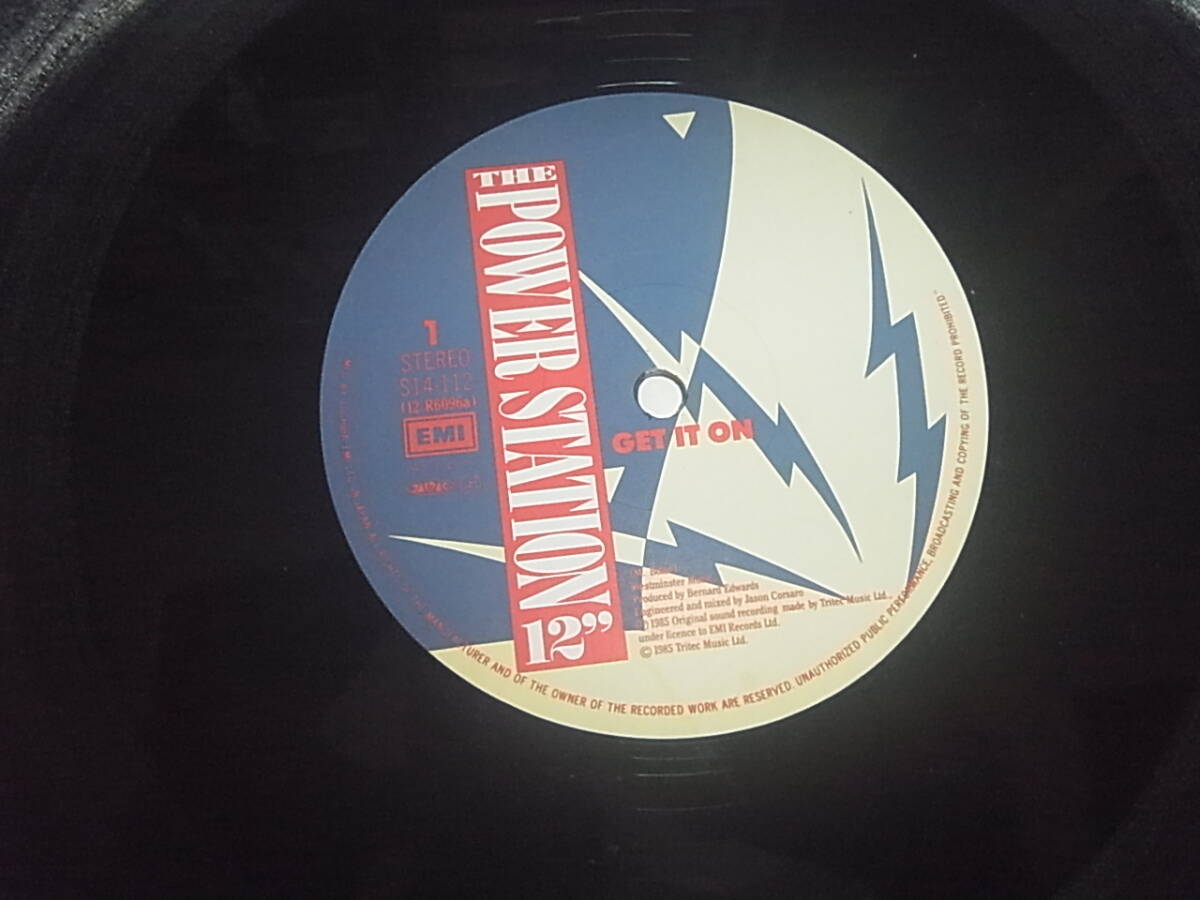 THE POWER STATION 12"
1
STEREO
S14-112
(12 R6096a)
EMI
GET IT ON
Westminster
Produced by Bernard Edwards
Engineered and mixed by Jason Corsaro
℗ 1985 Original sound recording made by Tritec Music Ltd.,
under licence to EMI Records Ltd.
© 1985 Tritec Music Ltd.
MANUFACTURER AND OF THE OWNER OF THE RECORDED WORK ARE RESERVED. UNAUTHORIZED PUBLIC PERFORMANCE, BROADCASTING AND COPYING OF THE RECORD PROHIBITED.